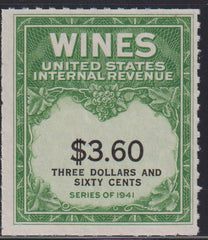 WINES
UNITED STATES
INTERNAL REVENUE
$3.60
THREE DOLLARS AND
SIXTY CENTS
SERIES OF 1941